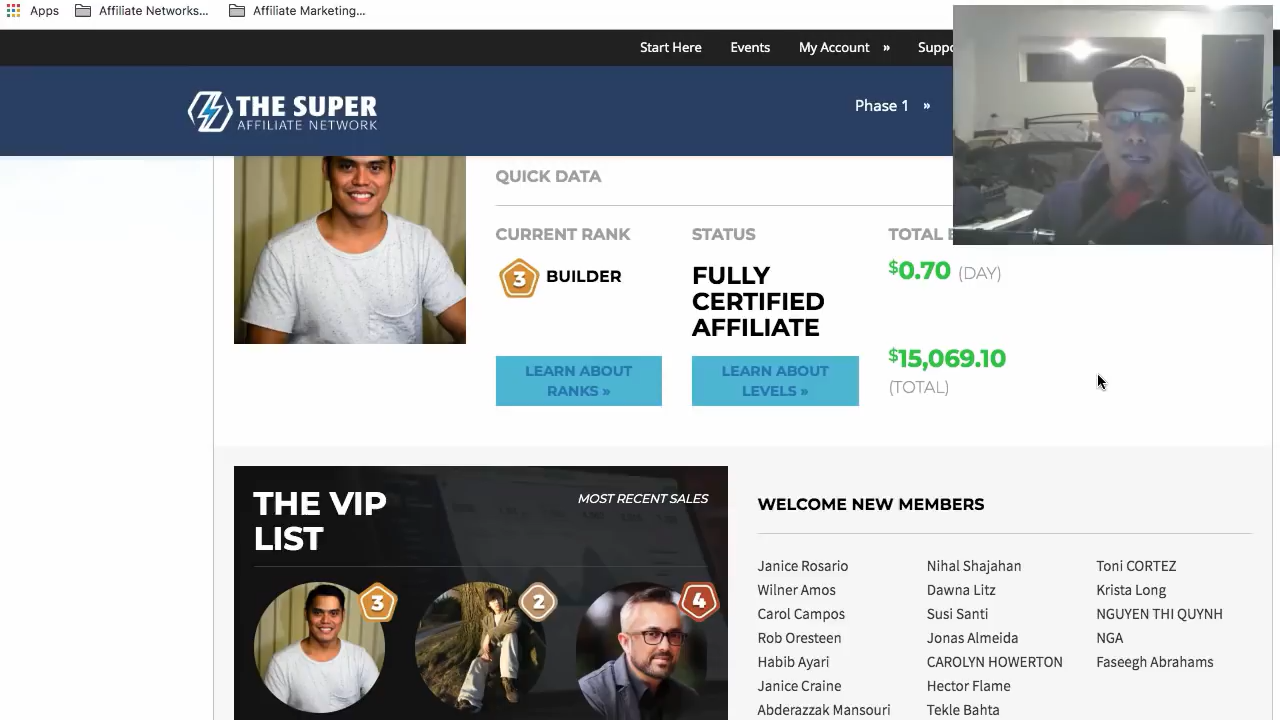 Apps
Affiliate Networks...
Affiliate Marketing...
Start Here
Events
My Account »
THE SUPER
AFFILIATE NETWORK
Phase 1 »
QUICK DATA
CURRENT RANK
STATUS
TOTAL
3 BUILDER
FULLY
CERTIFIED
AFFILIATE
$0.70 (DAY)
$15,069.10
(TOTAL)
LEARN ABOUT
RANKS »
LEARN ABOUT
LEVELS »
THE VIP
LIST
MOST RECENT SALES
3
2
4
WELCOME NEW MEMBERS
Janice Rosario
Wilner Amos
Carol Campos
Rob Oresteen
Habib Ayari
Janice Craine
Abderazzak Mansouri
Nihal Shajahan
Dawna Litz
Susi Santi
Jonas Almeida
CAROLYN HOWERTON
Hector Flame
Tekle Bahta
Toni CORTEZ
Krista Long
NGUYEN THI QUYNH
NGA
Faseegh Abrahams